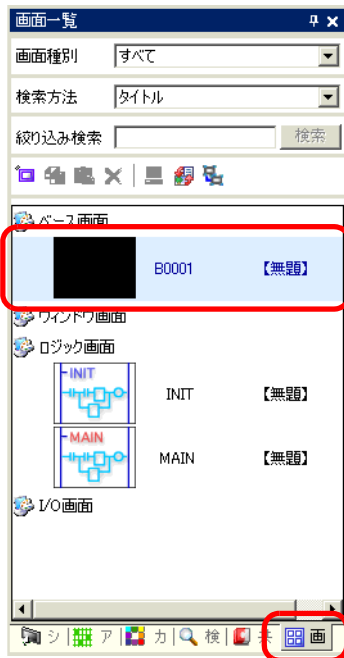 画面一覧
画面種別 すべて
検索方法 タイトル
絞り込み検索 検索
ベース画面
B0001 【無題】
ウィンドウ画面
ロジック画面
INIT INIT 【無題】
MAIN MAIN 【無題】
I/O画面
シ ア カ 検 共 画